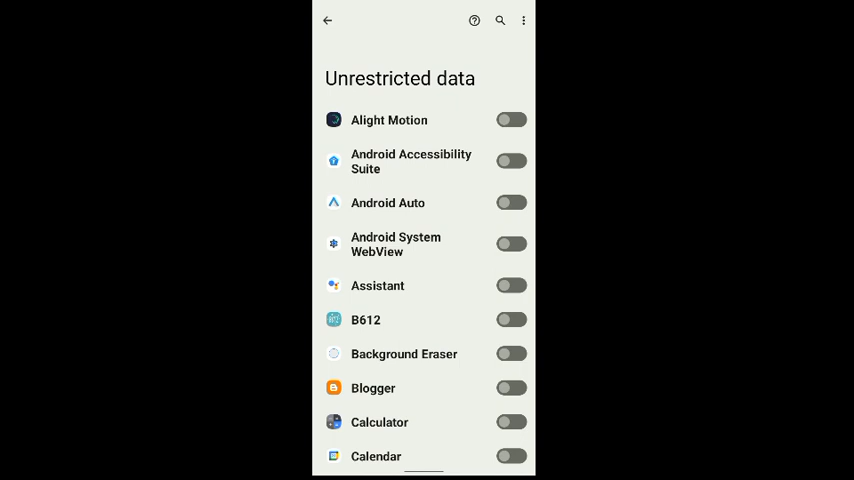 Unrestricted data
Alight Motion
Android Accessibility
Suite
Android Auto
Android System
WebView
Assistant
B612
Background Eraser
Blogger
Calculator
Calendar